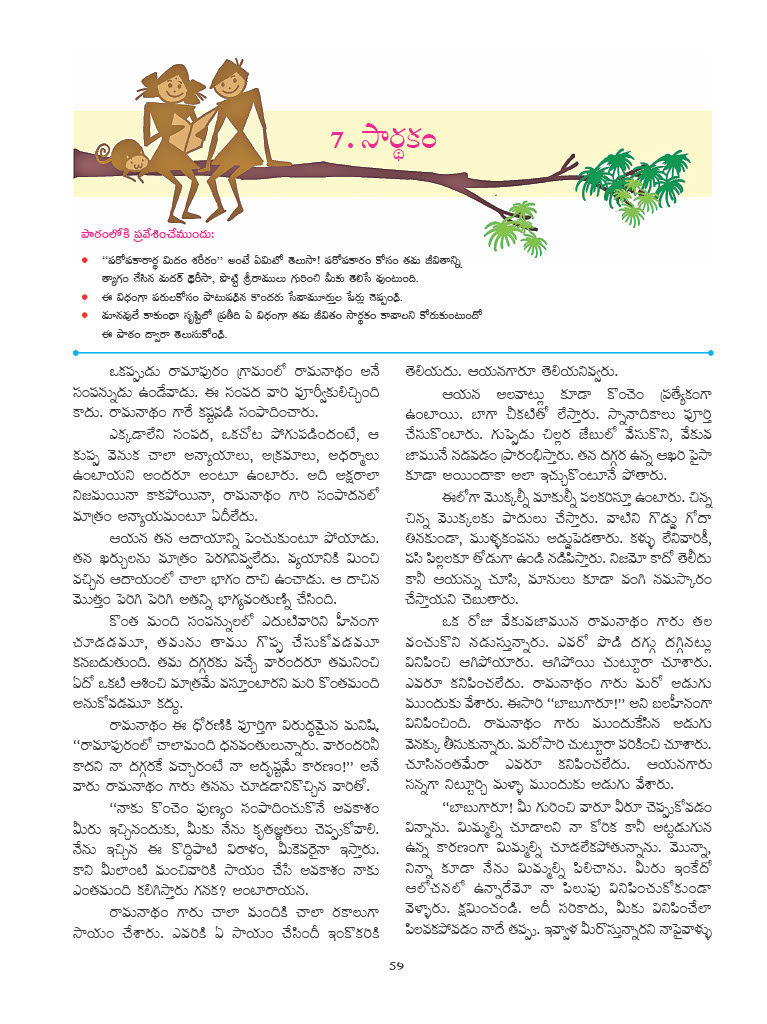 7. సార్థకం
పాఠంలోకి ప్రవేశించేముందు:
• “పరోపకారార్థ మిదం శరీరం” అంటే ఏమిటో తెలుసా! పరోపకారం కోసం తమ జీవితాన్ని
త్యాగం చేసిన మదర్ థెరీసా, పొట్టి శ్రీరాములు గురించి మీకు తెలిసే వుంటుంది.
• ఈ విధంగా పరులకోసం పాటుపడిన కొందరు సేవామూర్తుల పేర్లు చెప్పండి.
• మానవులే కాకుండా సృష్టిలో ప్రతీది ఏ విధంగా తమ జీవితం సార్థకం కావాలని కోరుకుంటుందో
ఈ పాఠం ద్వారా తెలుసుకోండి.
ఒకప్పుడు రామాపురం గ్రామంలో రామనాథం అనే
సంపన్నుడు ఉండేవాడు. ఈ సంపద వారి పూర్వీకులిచ్చింది
కాదు. రామనాథం గారే కష్టపడి సంపాదించారు.
ఎక్కడాలేని సంపద, ఒకచోట పోగుపడిందంటే, ఆ
కుప్ప వెనుక చాలా అన్యాయాలు, అక్రమాలు, అధర్మాలు
ఉంటాయని అందరూ అంటూ ఉంటారు. అది అక్షరాలా
నిజమయినా కాకపోయినా, రామనాథం గారి సంపాదనలో
మాత్రం అన్యాయమంటూ ఏదీలేదు.
ఆయన తన ఆదాయాన్ని పెంచుకుంటూ పోయాడు.
తన ఖర్చులను మాత్రం పెరగనివ్వలేదు. వ్యయానికి మించి
వచ్చిన ఆదాయంలో చాలా భాగం దాచి ఉంచాడు. ఆ దాచిన
మొత్తం పెరిగి పెరిగి అతన్ని భాగ్యవంతుణ్ని చేసింది.
కొంత మంది సంపన్నులలో ఎదుటివారిని హీనంగా
చూడడమూ, తమను తాము గొప్ప చేసుకోవడమూ
కనబడుతుంది. తమ దగ్గరకు వచ్చే వారందరూ తమనించి
ఏదో ఒకటి ఆశించి మాత్రమే వస్తూంటారని మరి కొంతమంది
అనుకోవడమూ కద్దు.
రామనాథం ఈ ధోరణికి పూర్తిగా విరుద్ధమైన మనిషి.
“రామాపురంలో చాలామంది ధనవంతులున్నారు. వారందరినీ
కాదని నా దగ్గరకే వచ్చారంటే నా అదృష్టమే కారణం!” అనే
వారు రామనాథం గారు తనను చూడడానికొచ్చిన వారితో.
“నాకు కొంచెం పుణ్యం సంపాదించుకొనే అవకాశం
మీరు ఇచ్చినందుకు, మీకు నేను కృతజ్ఞతలు చెప్పుకోవాలి.
నేను ఇచ్చిన ఈ కొద్దిపాటి విరాళం, మీకెవరైనా ఇస్తారు.
కాని మీలాంటి మంచివారికి సాయం చేసే అవకాశం నాకు
ఎంతమంది కలిగిస్తారు గనక? అంటారాయన.
రామనాథం గారు చాలా మందికి చాలా రకాలుగా
సాయం చేశారు. ఎవరికి ఏ సాయం చేసిందీ ఇంకొకరికి
తెలియదు. ఆయనగారూ తెలియనివ్వరు.
ఆయన అలవాట్లు కూడా కొంచెం ప్రత్యేకంగా
ఉంటాయి. బాగా చీకటితో లేస్తారు. స్నానాదికాలు పూర్తి
చేసుకొంటారు. గుప్పెడు చిల్లర జేబులో వేసుకొని, వేకువ
జామునే నడవడం ప్రారంభిస్తారు. తన దగ్గర ఉన్న ఆఖరి పైసా
కూడా అయిందాకా అలా ఇచ్చుకొంటూనే పోతారు.
ఈలోగా మొక్కల్నీ మాకుల్నీ పలకరిస్తూ ఉంటారు. చిన్న
చిన్న మొక్కలకు పాదులు చేస్తారు. వాటిని గొడ్డు గోదా
తినకుండా, ముళ్ళకంపను అడ్డుపెడతారు. కళ్ళు లేనివారికీ,
పసి పిల్లలకూ తోడుగా ఉండి నడిపిస్తారు. నిజమో కాదో తెలీదు
కానీ ఆయన్ను చూసి, మానులు కూడా వంగి నమస్కారం
చేస్తాయని చెబుతారు.
ఒక రోజు వేకువజామున రామనాథం గారు తల
వంచుకొని నడుస్తున్నారు. ఎవరో పొడి దగ్గు దగ్గినట్లు
వినిపించి ఆగిపోయారు. ఆగిపోయి చుట్టూరా చూశారు.
ఎవరూ కనిపించలేదు. రామనాథం గారు మరో అడుగు
ముందుకు వేశారు. ఈసారి “బాబుగారూ!” అని బలహీనంగా
వినిపించింది. రామనాథం గారు ముందుకేసిన అడుగు
వెనక్కు తీసుకున్నారు. మరోసారి చుట్టూరా పరికించి చూశారు.
చూసినంతమేరా ఎవరూ కనిపించలేదు. ఆయనగారు
సన్నగా నిట్టూర్చి మళ్ళా ముందుకు అడుగు వేశారు.
“బాబుగారూ! మీ గురించి వారూ వీరూ చెప్పుకోవడం
విన్నాను. మిమ్మల్ని చూడాలని నా కోరిక కానీ అట్టడుగున
ఉన్న కారణంగా మిమ్మల్ని చూడలేకపోతున్నాను. మొన్నా,
నిన్నా కూడా నేను మిమ్మల్ని పిలిచాను. మీరు ఇంకేదో
ఆలోచనలో ఉన్నారేమో నా పిలుపు వినిపించుకోకుండా
వెళ్ళారు. క్షమించండి. అదీ సరికాదు, మీకు వినిపించేలా
పిలవకపోవడం నాదే తప్పు. ఇవ్వాళ మీరొస్తున్నారని నాపైవాళ్ళు
59